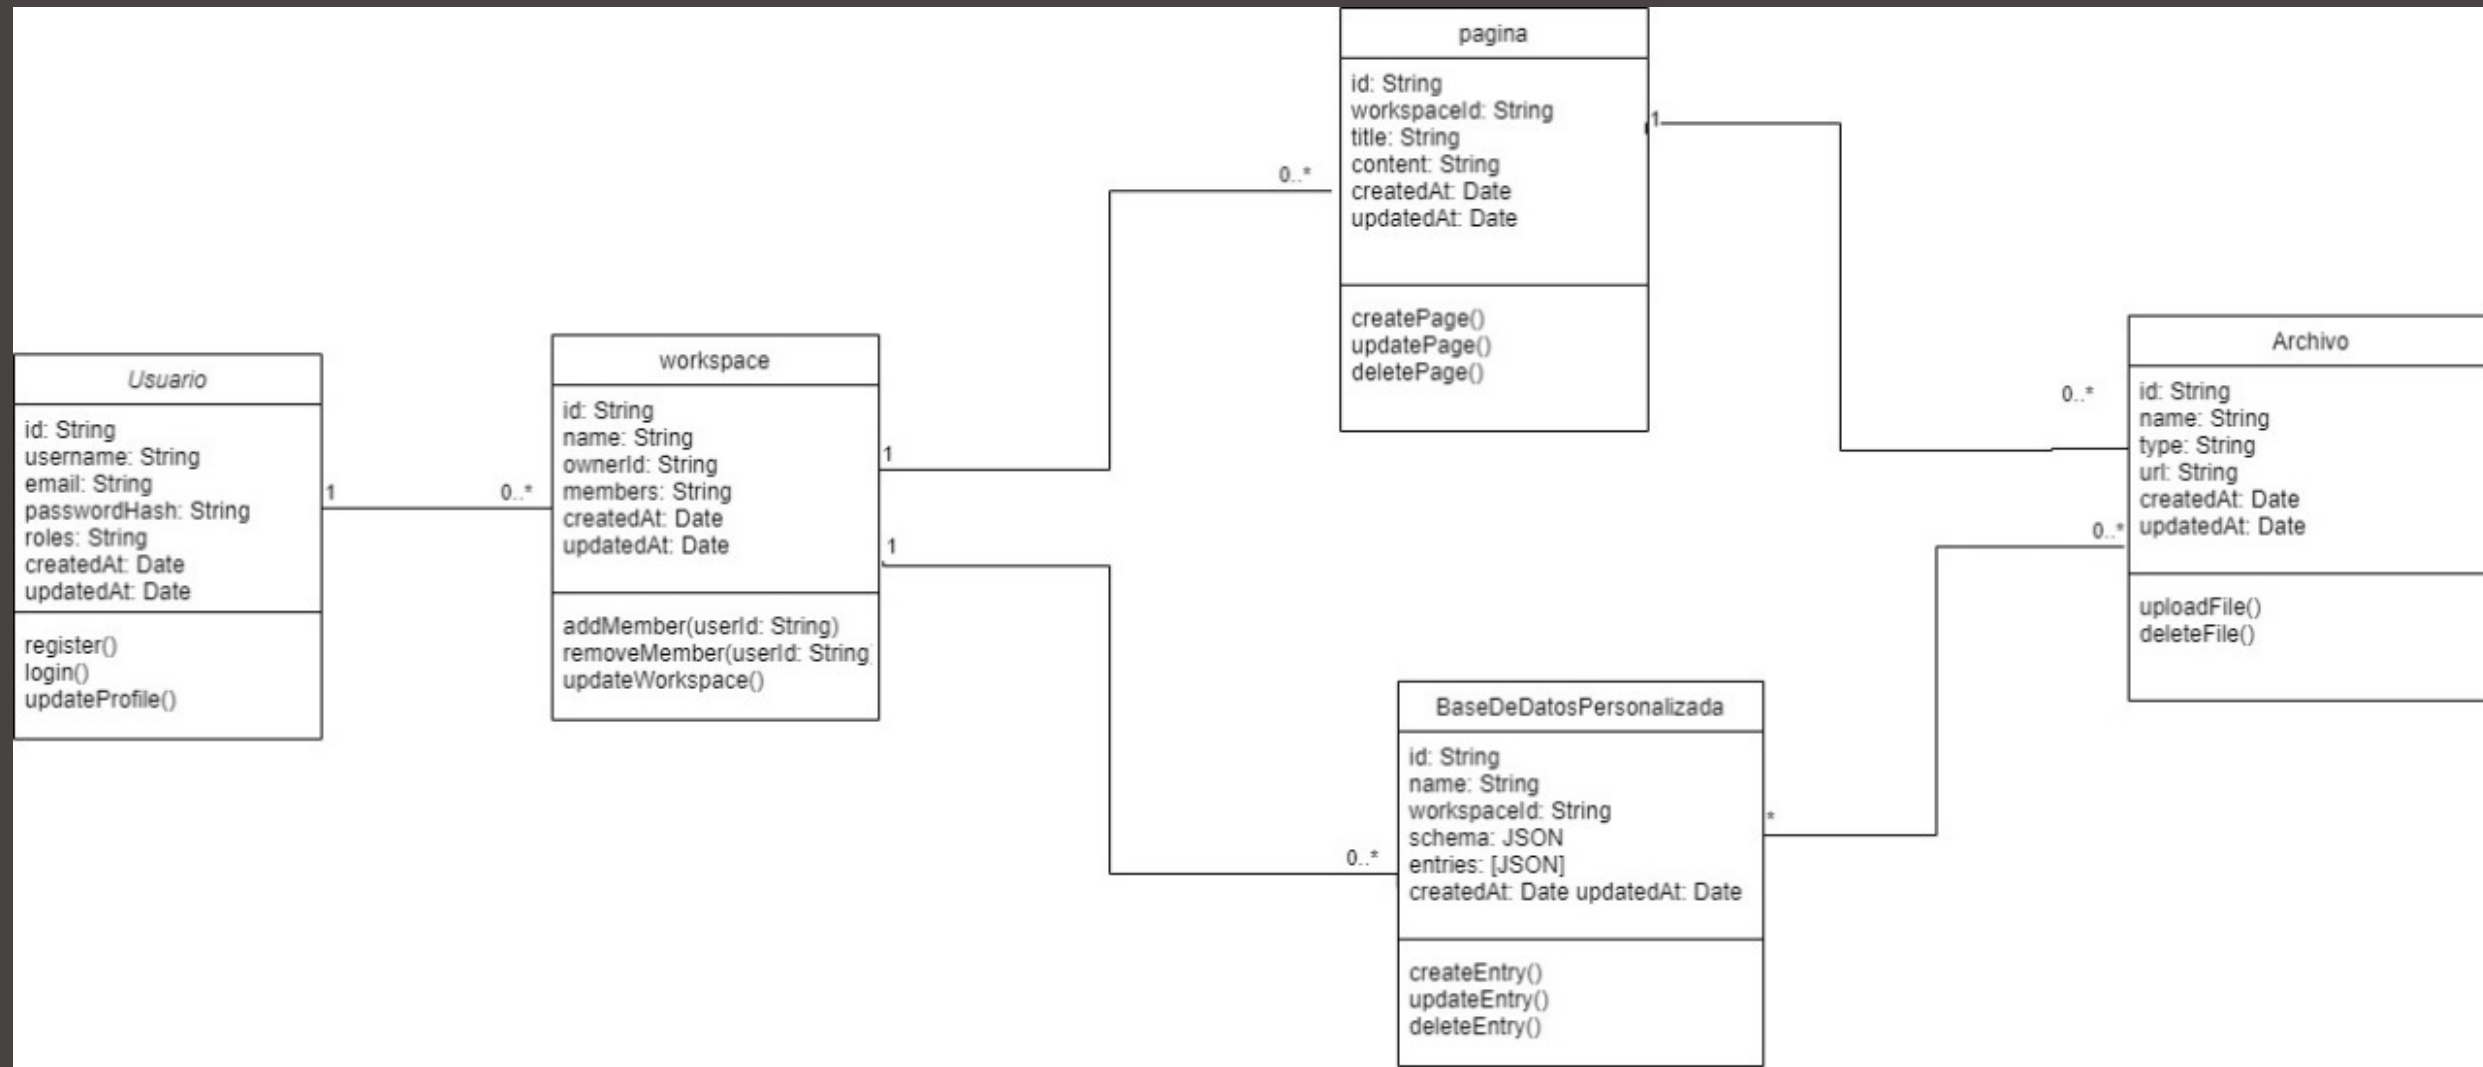 pagina
id: String
workspaceId: String
title: String
content: String
createdAt: Date
updatedAt: Date
createPage()
updatePage()
deletePage()
1
0..*
Usuario
id: String
username: String
email: String
passwordHash: String
roles: String
createdAt: Date
updatedAt: Date
register()
login()
updateProfile()
1
0..*
workspace
id: String
name: String
ownerId: String
members: String
createdAt: Date
updatedAt: Date
addMember(userId: String)
removeMember(userId: String
updateWorkspace()
1
1
Archivo
id: String
name: String
type: String
url: String
createdAt: Date
updatedAt: Date
uploadFile()
deleteFile()
0..*
0..*
BaseDeDatosPersonalizada
id: String
name: String
workspaceId: String
schema: JSON
entries: [JSON]
createdAt: Date updatedAt: Date
createEntry()
updateEntry()
deleteEntry()
*
0..*